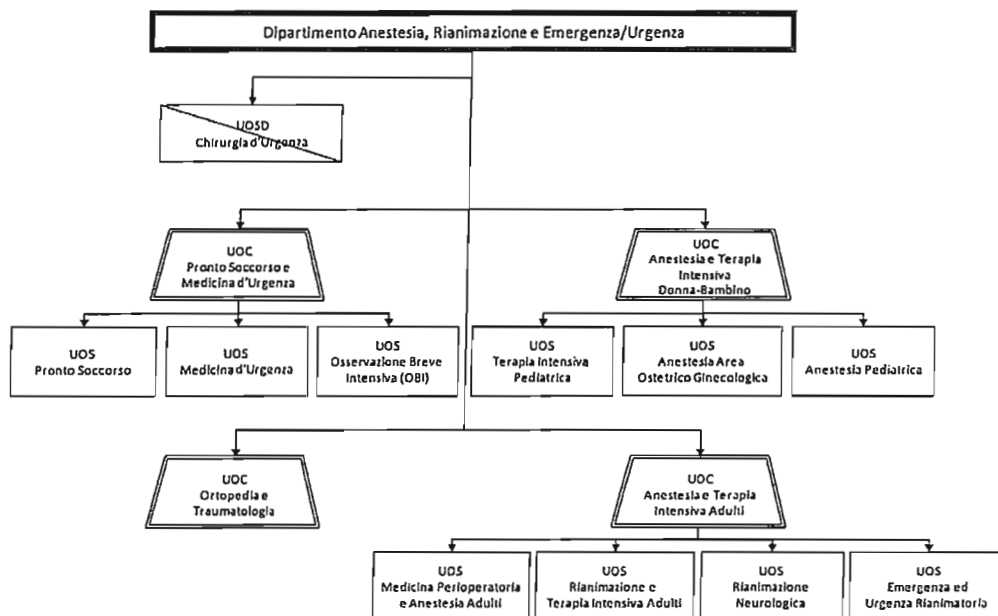 Dipartimento Anestesia, Rianimazione e Emergenza/Urgenza
UOSD
Chirurgia d'Urgenza
UOC
Pronto Soccorso e
Medicina d'Urgenza
UOC
Anestesia e Terapia
Intensiva
Donna-Bambino
UOS
Pronto Soccorso
UOS
Medicina d'Urgenza
UOS
Osservazione Breve
Intensiva (OBI)
UOS
Terapia Intensiva
Pediatrica
UOS
Anestesia Area
Ostetrico Ginecologica
UOS
Anestesia Pediatrica
UOC
Ortopedia e
Traumatologia
UOC
Anestesia e Terapia
Intensiva Adulti
UOS
Medicina Perioperatoria
e Anestesia Adulti
UOS
Rianimazione e
Terapia Intensiva Adulti
UOS
Rianimazione
Neurologica
UOS
Emergenza ed
Urgenza Rianimatoria